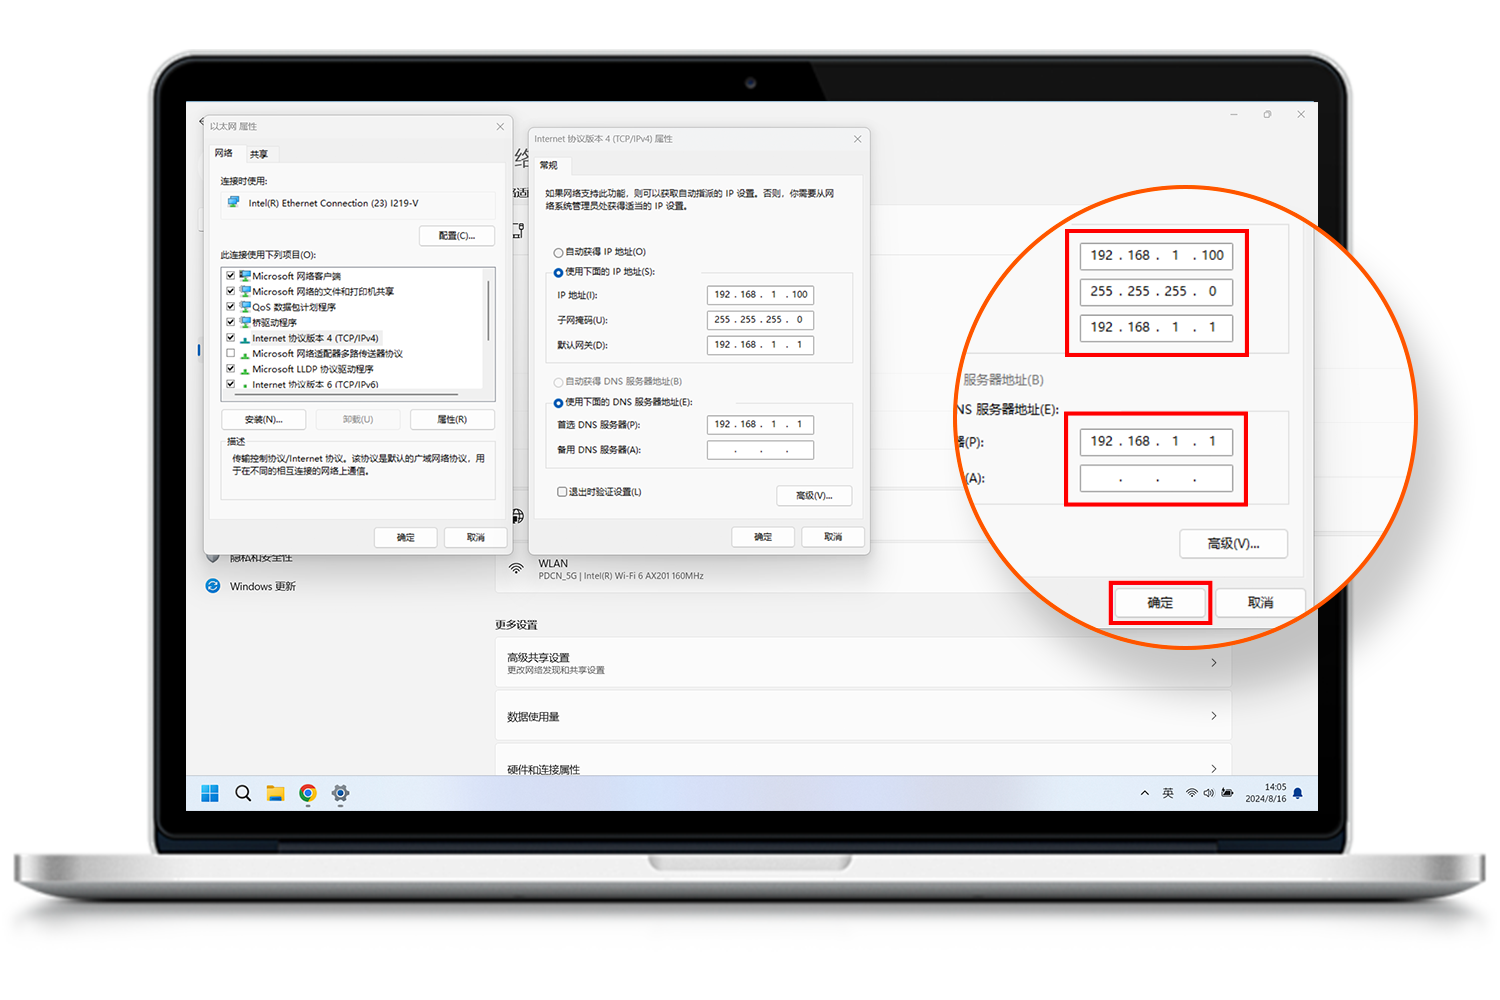 以太网 属性
网络
共享
连接时使用:
Intel(R) Ethernet Connection (23) I219-V
配置(C)...
此连接使用下列项目(O):
Microsoft 网络客户端
Microsoft 网络的文件和打印机共享
QoS 数据包计划程序
桥驱动程序
Internet 协议版本 4 (TCP/IPv4)
Microsoft 网络适配器多路传送器协议
Microsoft LLDP 协议驱动程序
Internet 协议版本 6 (TCP/IPv6)
安装(N)...
卸载(U)
属性(R)
描述
传输控制协议/Internet 协议。该协议是默认的广域网络协议，用
于在不同的相互连接的网络上通信。
确定
取消
Internet 协议版本 4 (TCP/IPv4) 属性
常规
如果网络支持此功能，则可以获取自动指派的 IP 设置。否则，你需要从网
络系统管理员处获得适当的 IP 设置。
自动获得 IP 地址(O)
使用下面的 IP 地址(S):
IP 地址(I):
192 . 168 . 1 . 100
子网掩码(U):
255 . 255 . 255 . 0
默认网关(D):
192 . 168 . 1 . 1
自动获得 DNS 服务器地址(B)
使用下面的 DNS 服务器地址(E):
首选 DNS 服务器(P):
192 . 168 . 1 . 1
备用 DNS 服务器(A):
. . .
退出时验证设置(L)
高级(V)...
确定
取消
192 . 168 . 1 . 100
255 . 255 . 255 . 0
192 . 168 . 1 . 1
服务器地址(B)
NS 服务器地址(E):
器(P):
192 . 168 . 1 . 1
(A):
. . .
高级(V)...
确定
取消
络
隐私和安全性
Windows 更新
WLAN
PDCN_5G | Intel(R) Wi-Fi 6 AX201 160MHz
更多设置
高级共享设置
更改网络发现和共享设置
数据使用量
硬件和连接属性
英
14:05
2024/8/16